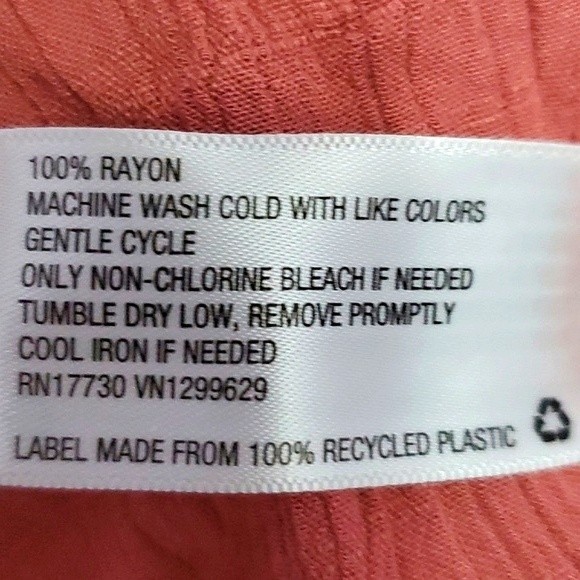 100% RAYON
MACHINE WASH COLD WITH LIKE COLORS
GENTLE CYCLE
ONLY NON-CHLORINE BLEACH IF NEEDED
TUMBLE DRY LOW, REMOVE PROMPTLY
COOL IRON IF NEEDED
RN17730 VN1299629
LABEL MADE FROM 100% RECYCLED PLASTIC